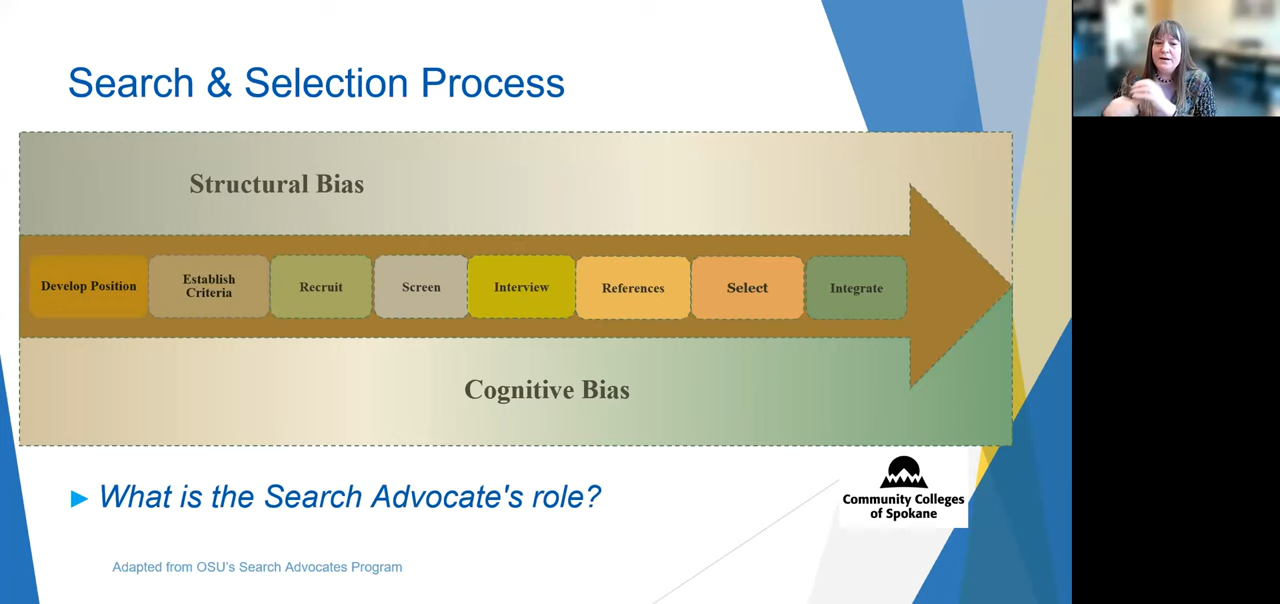 Search & Selection Process
Structural Bias
Develop Position
Establish
Criteria
Recruit
Screen
Interview
References
Select
Integrate
Cognitive Bias
► What is the Search Advocate's role?
Community Colleges
of Spokane
Adapted from OSU's Search Advocates Program